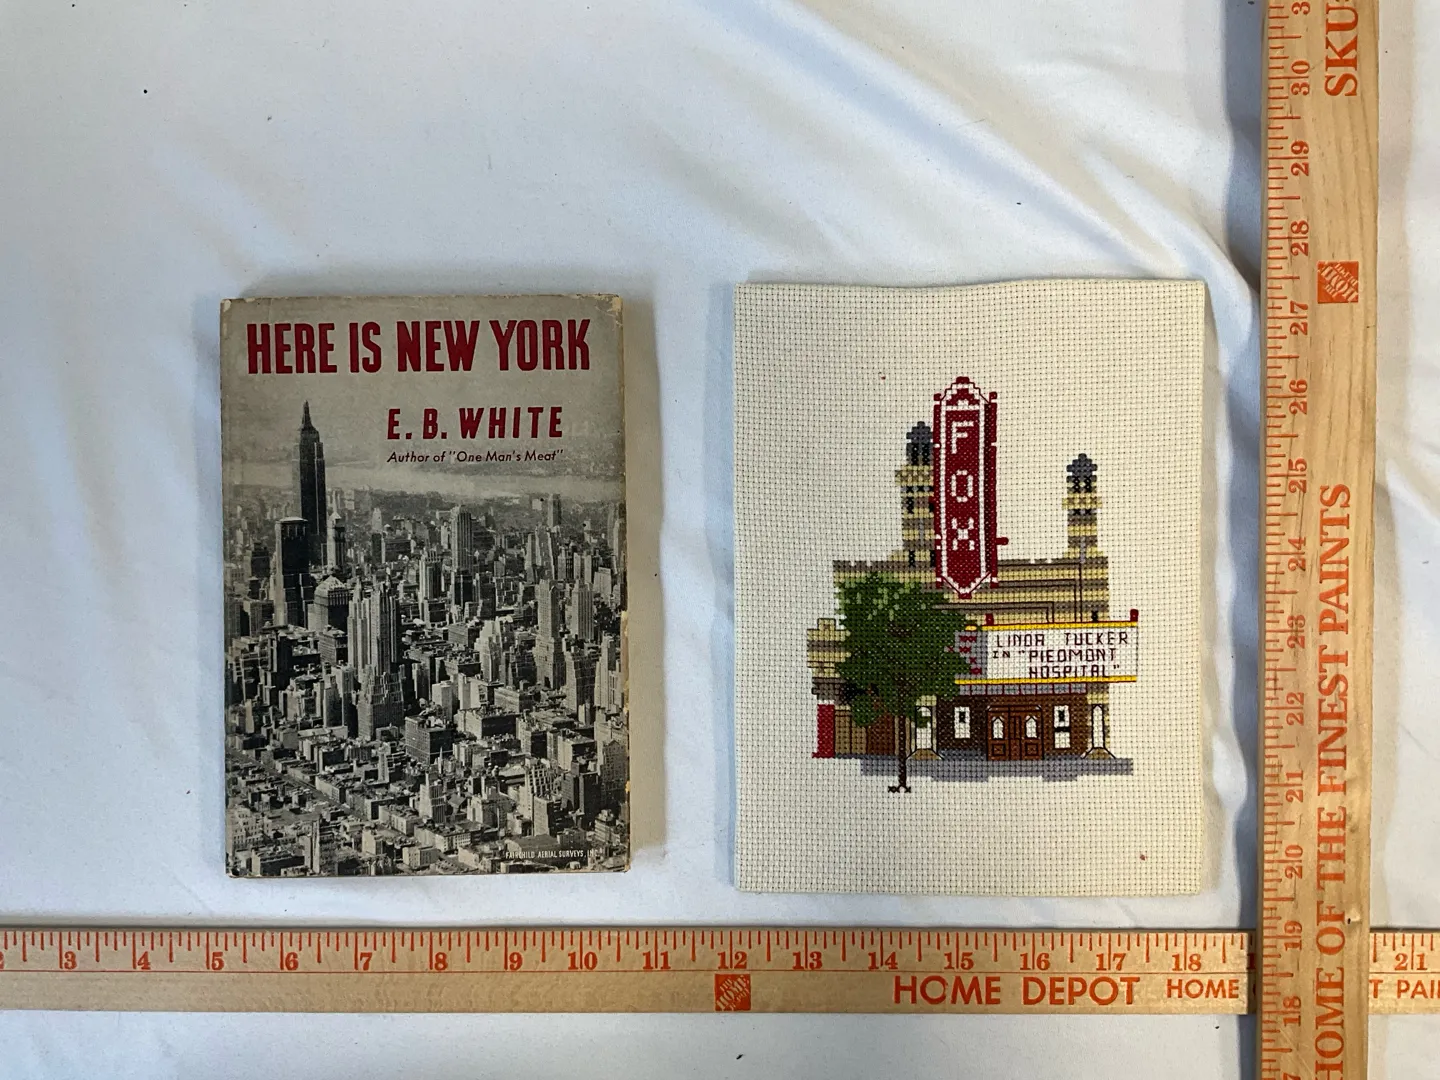 HERE IS NEW YORK
E. B. WHITE
Author of "One Man's Meat"
FAIRCHILD AERIAL SURVEYS, INC.
FOX
LINDA TUCKER
IN "PIEDMONT
HOSPITAL"
3 4 5 6 7 8 9 10 11 12 13 14 15 16 17 18 21
HOME DEPOT HOME
T PAI
30 29 28 27 26 25 24 23 22 21 20 19 18
SKU
HOME OF THE FINEST PAINTS